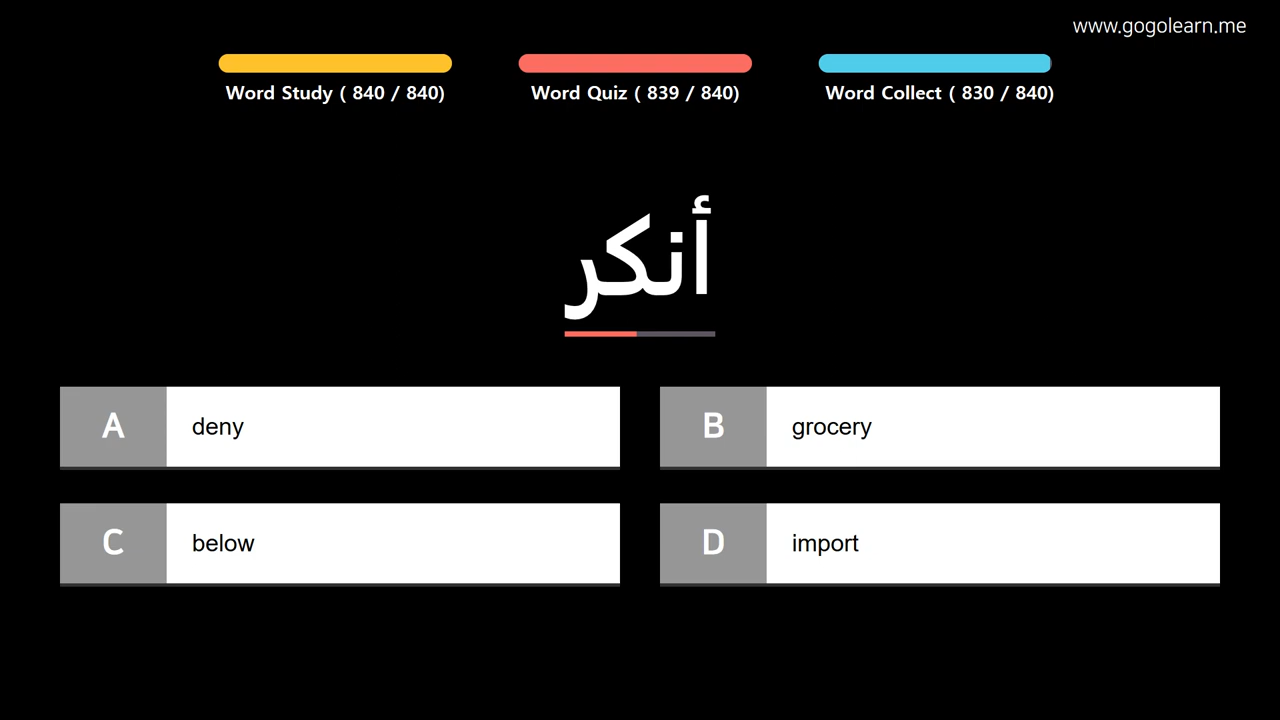 www.gogolearn.me
Word Study ( 840 / 840)
Word Quiz ( 839 / 840)
Word Collect ( 830 / 840)
أنكر
A deny
B grocery
C below
D import